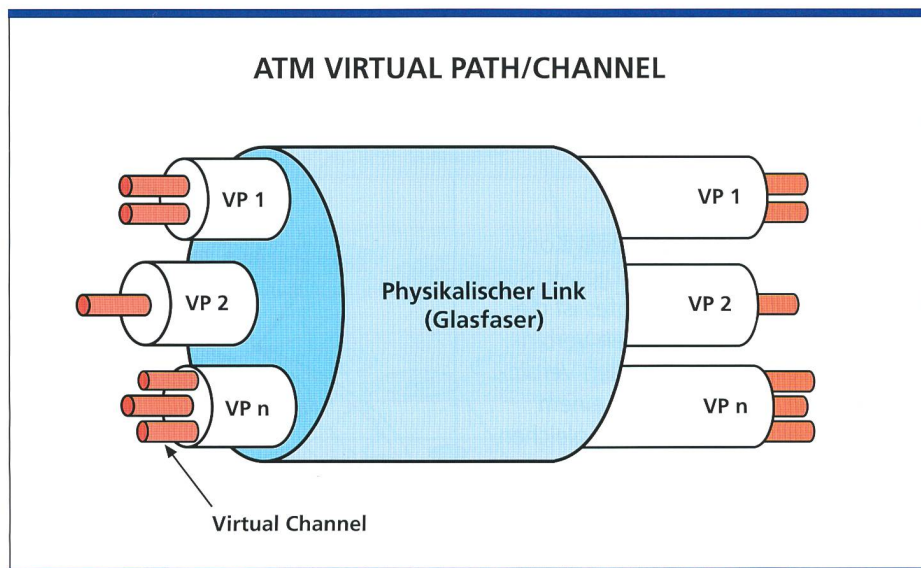 ATM VIRTUAL PATH/CHANNEL
VP 1
VP 1
Physikalischer Link
(Glasfaser)
VP 2
VP 2
VP n
VP n
Virtual Channel